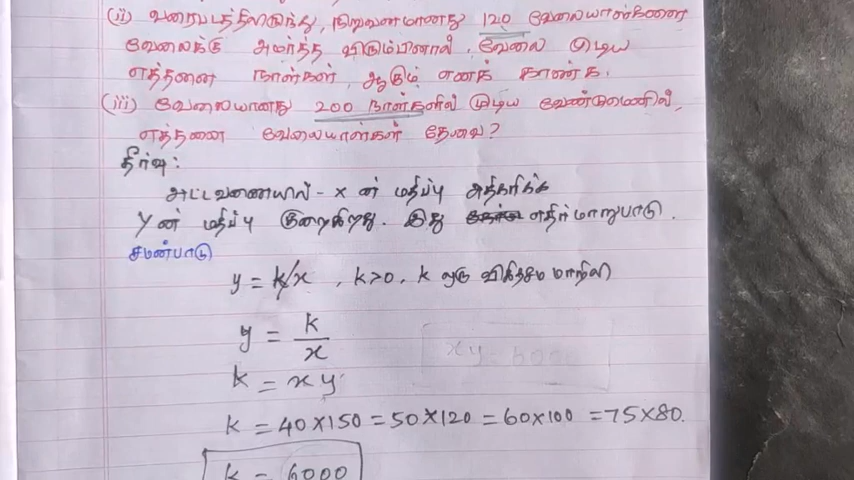 (ii) வரைபடத்திலிருந்து, நிறுவனமானது 120 வேலையாள்களை
வேலைக்கு அமர்த்த விரும்பினால், வேலை முடிய
எத்தனை நாள்கள் ஆகும் எனக் காண்க.
(iii) வேலையானது 200 நாள்களில் முடிய வேண்டுமெனில்,
எத்தனை வேலையாள்கள் தேவை?
தீர்வு:
அட்டவணையில் - x ன் மதிப்பு அதிகரிக்க
y ன் மதிப்பு குறைகிறது. இது எதிர்மாறுபாடு.
சமன்பாடு
y = k/x , k>0, k ஒரு விகிதசம மாறிலி
y = k/x
k = xy
xy = 6000
k = 40×150 = 50×120 = 60×100 = 75×80.
k = 6000